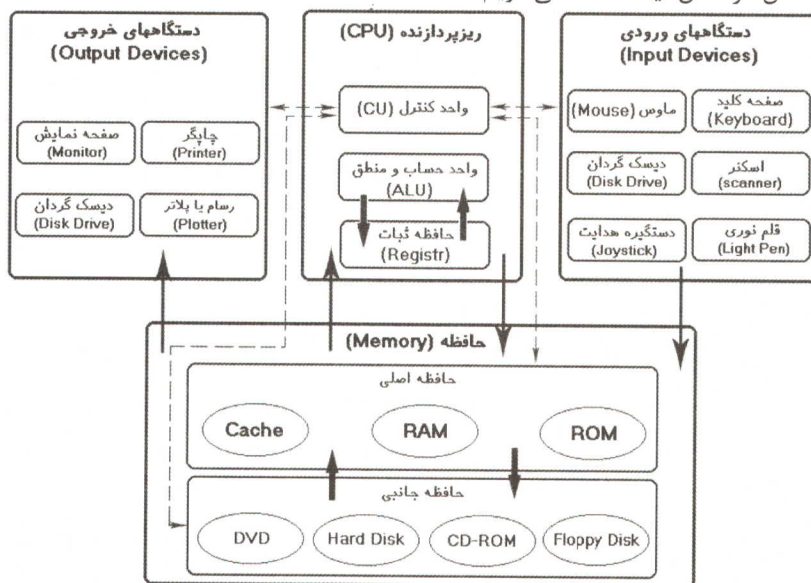 دستگاههای ورودی
(Input Devices)
صفحه کلید
(Keyboard)
ماوس (Mouse)
اسکنر
(scanner)
دیسک گردان
(Disk Drive)
قلم نوری
(Light Pen)
دستگیره هدایت
(Joystick)
ریزپردازنده (CPU)
واحد کنترل (CU)
واحد حساب و منطق
(ALU)
حافظه ثبات
(Registr)
دستگاههای خروجی
(Output Devices)
چاپگر
(Printer)
صفحه نمایش
(Monitor)
رسام یا پلاتر
(Plotter)
دیسک گردان
(Disk Drive)
حافظه (Memory)
حافظه اصلی
Cache
RAM
ROM
حافظه جانبی
DVD
Hard Disk
CD-ROM
Floppy Disk